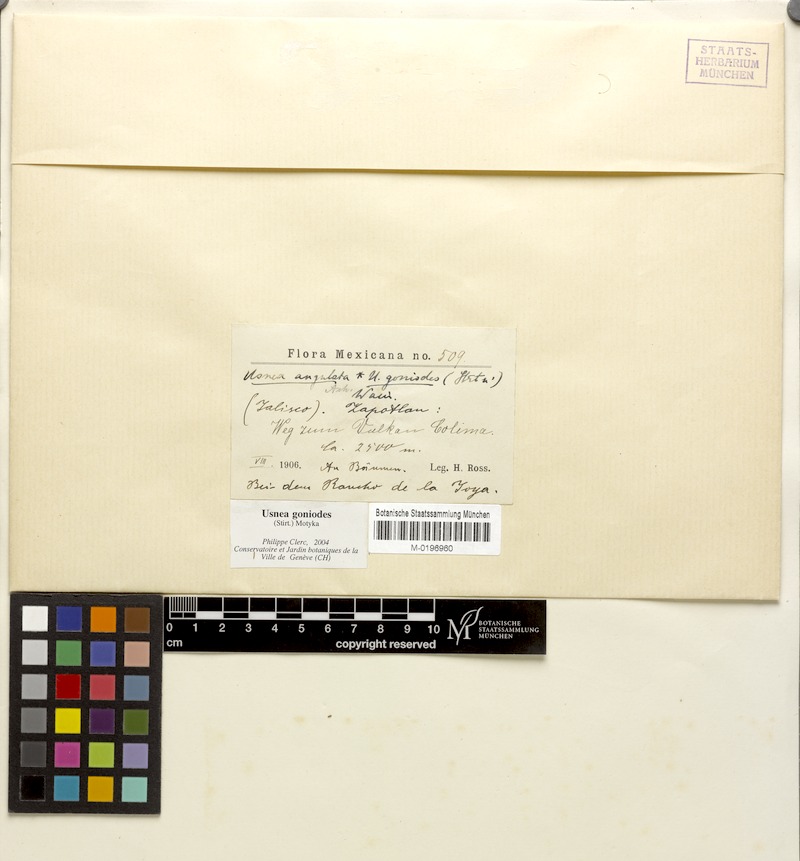 STAATS-
HERBARIUM
MÜNCHEN
Flora Mexicana no. 509.
Usnea angulata * U. goniodes (Stirt.)
Ach. Wain.
(Jalisco). Zapotlan:
Weg zum Vulkan Colima.
Ca. 2500 m.
VIII. 1906. An Bäumen. Leg. H. Ross.
Bei dem Rancho de la Joya.
Usnea goniodes
(Stirt.) Motyka
Philippe Clerc, 2004
Conservatoire et Jardin botaniques de la
Ville de Genève (CH)
Botanische Staatssammlung München
M-0196960
0 1 2 3 4 5 6 7 8 9 10
cm
copyright reserved
M
BOTANISCHE
STAATSSAMMLUNG
MÜNCHEN